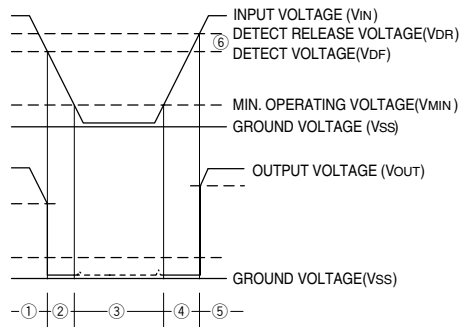 INPUT VOLTAGE (VIN)
DETECT RELEASE VOLTAGE(VDR)
⑥
DETECT VOLTAGE(VDF)
MIN. OPERATING VOLTAGE(VMIN )
GROUND VOLTAGE (VSS)
OUTPUT VOLTAGE (VOUT)
GROUND VOLTAGE(VSS)
① ② ③ ④ ⑤